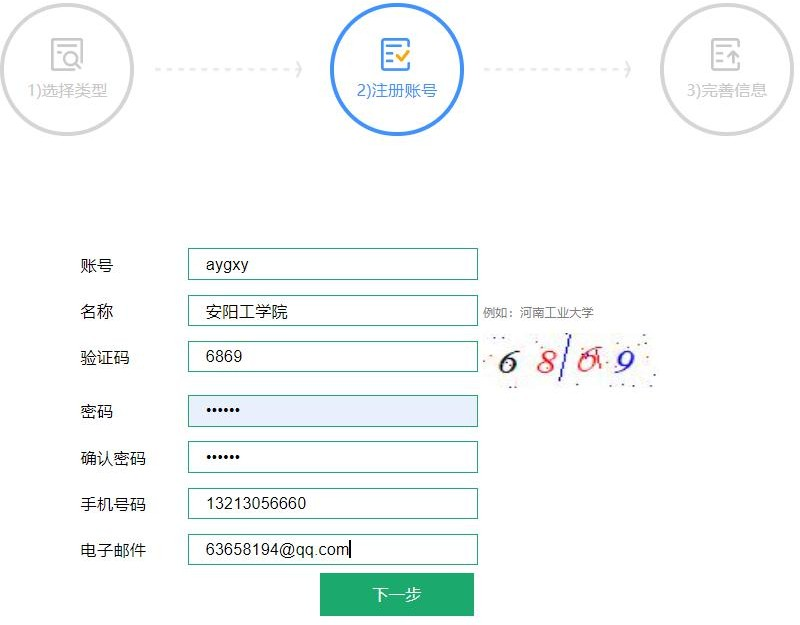 1)选择类型
2)注册账号
3)完善信息
账号 aygxy
名称 安阳工学院 例如：河南工业大学
验证码 6869 6869
密码 ••••••
确认密码 ••••••
手机号码 13213056660
电子邮件 63658194@qq.com
下一步